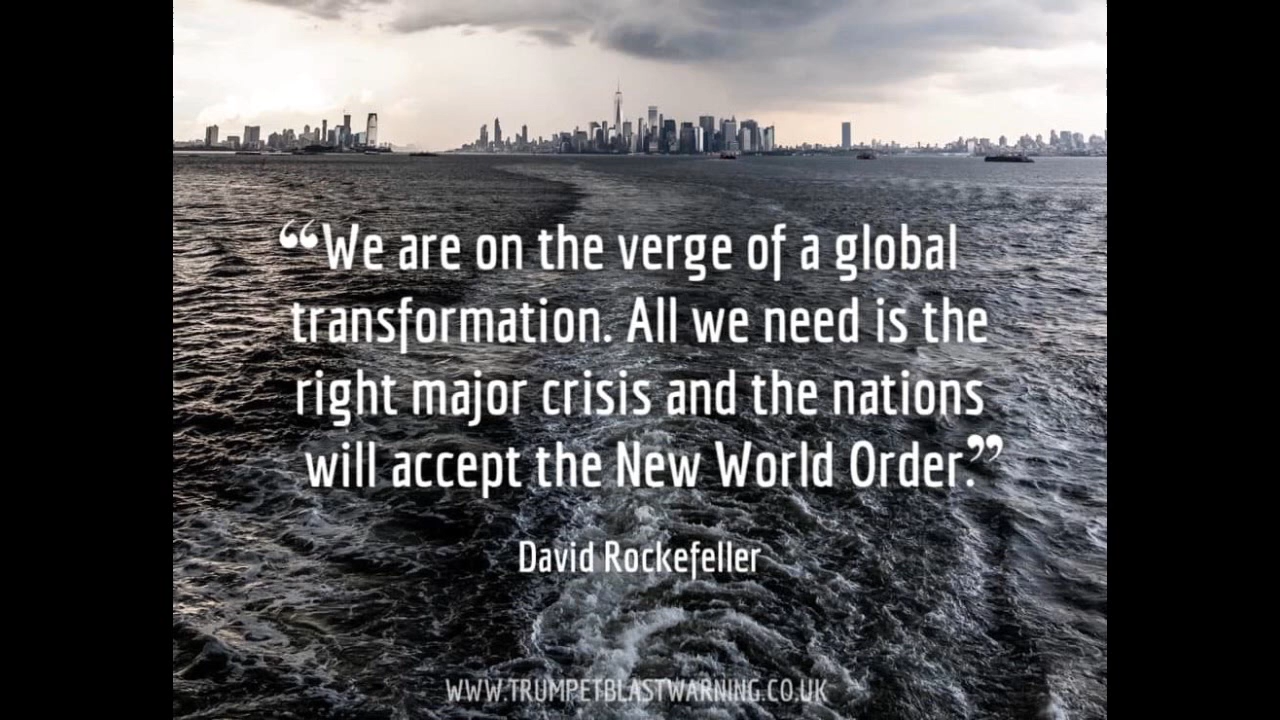 “We are on the verge of a global
transformation. All we need is the
right major crisis and the nations
will accept the New World Order.”
David Rockefeller
WWW.TRUMPETBLASTWARNING.CO.UK